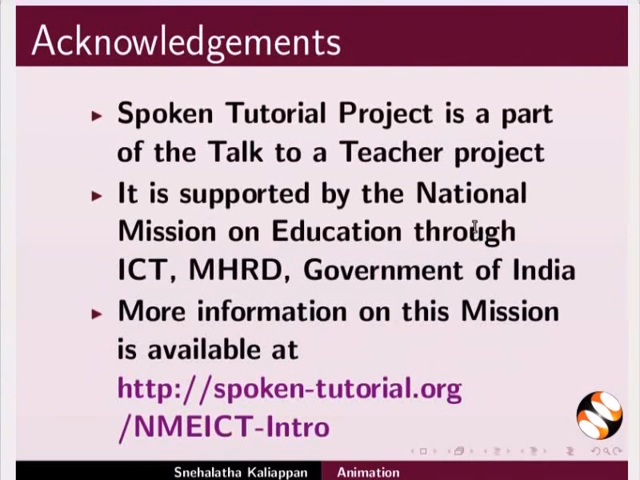 Acknowledgements
Spoken Tutorial Project is a part
of the Talk to a Teacher project
It is supported by the National
Mission on Education through
ICT, MHRD, Government of India
More information on this Mission
is available at
http://spoken-tutorial.org
/NMEICT-Intro
Snehalatha Kaliappan Animation